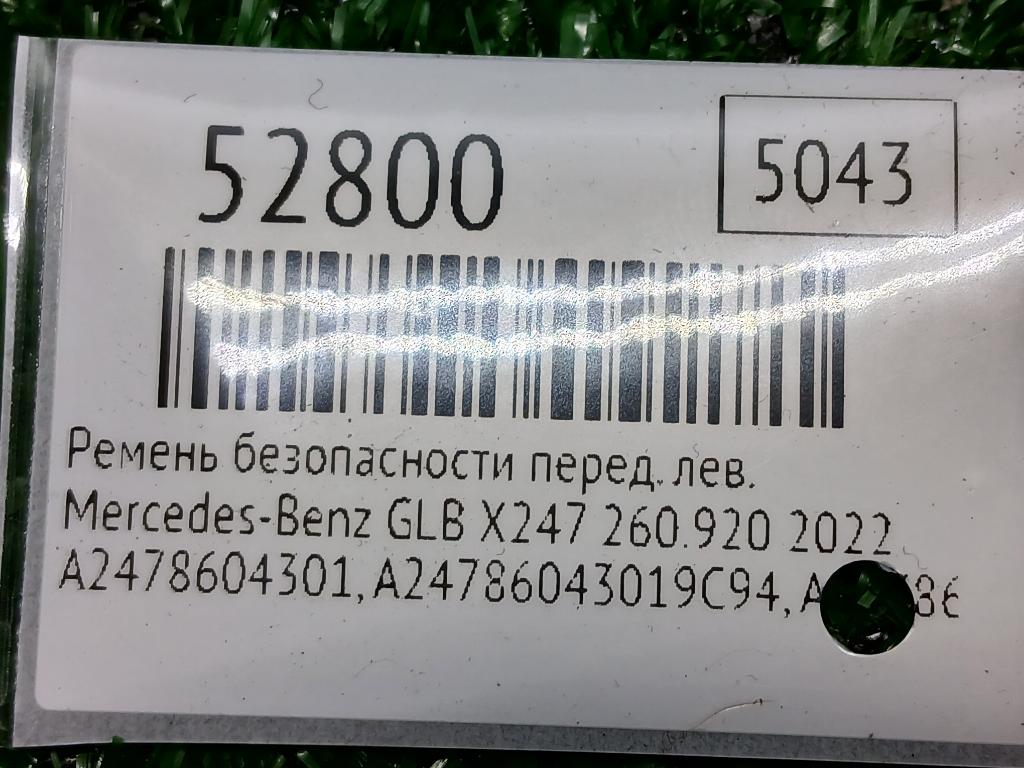 52800
5043
Ремень безопасности перед. лев.
Mercedes-Benz GLB X247 260.920 2022
A2478604301, A24786043019C94,